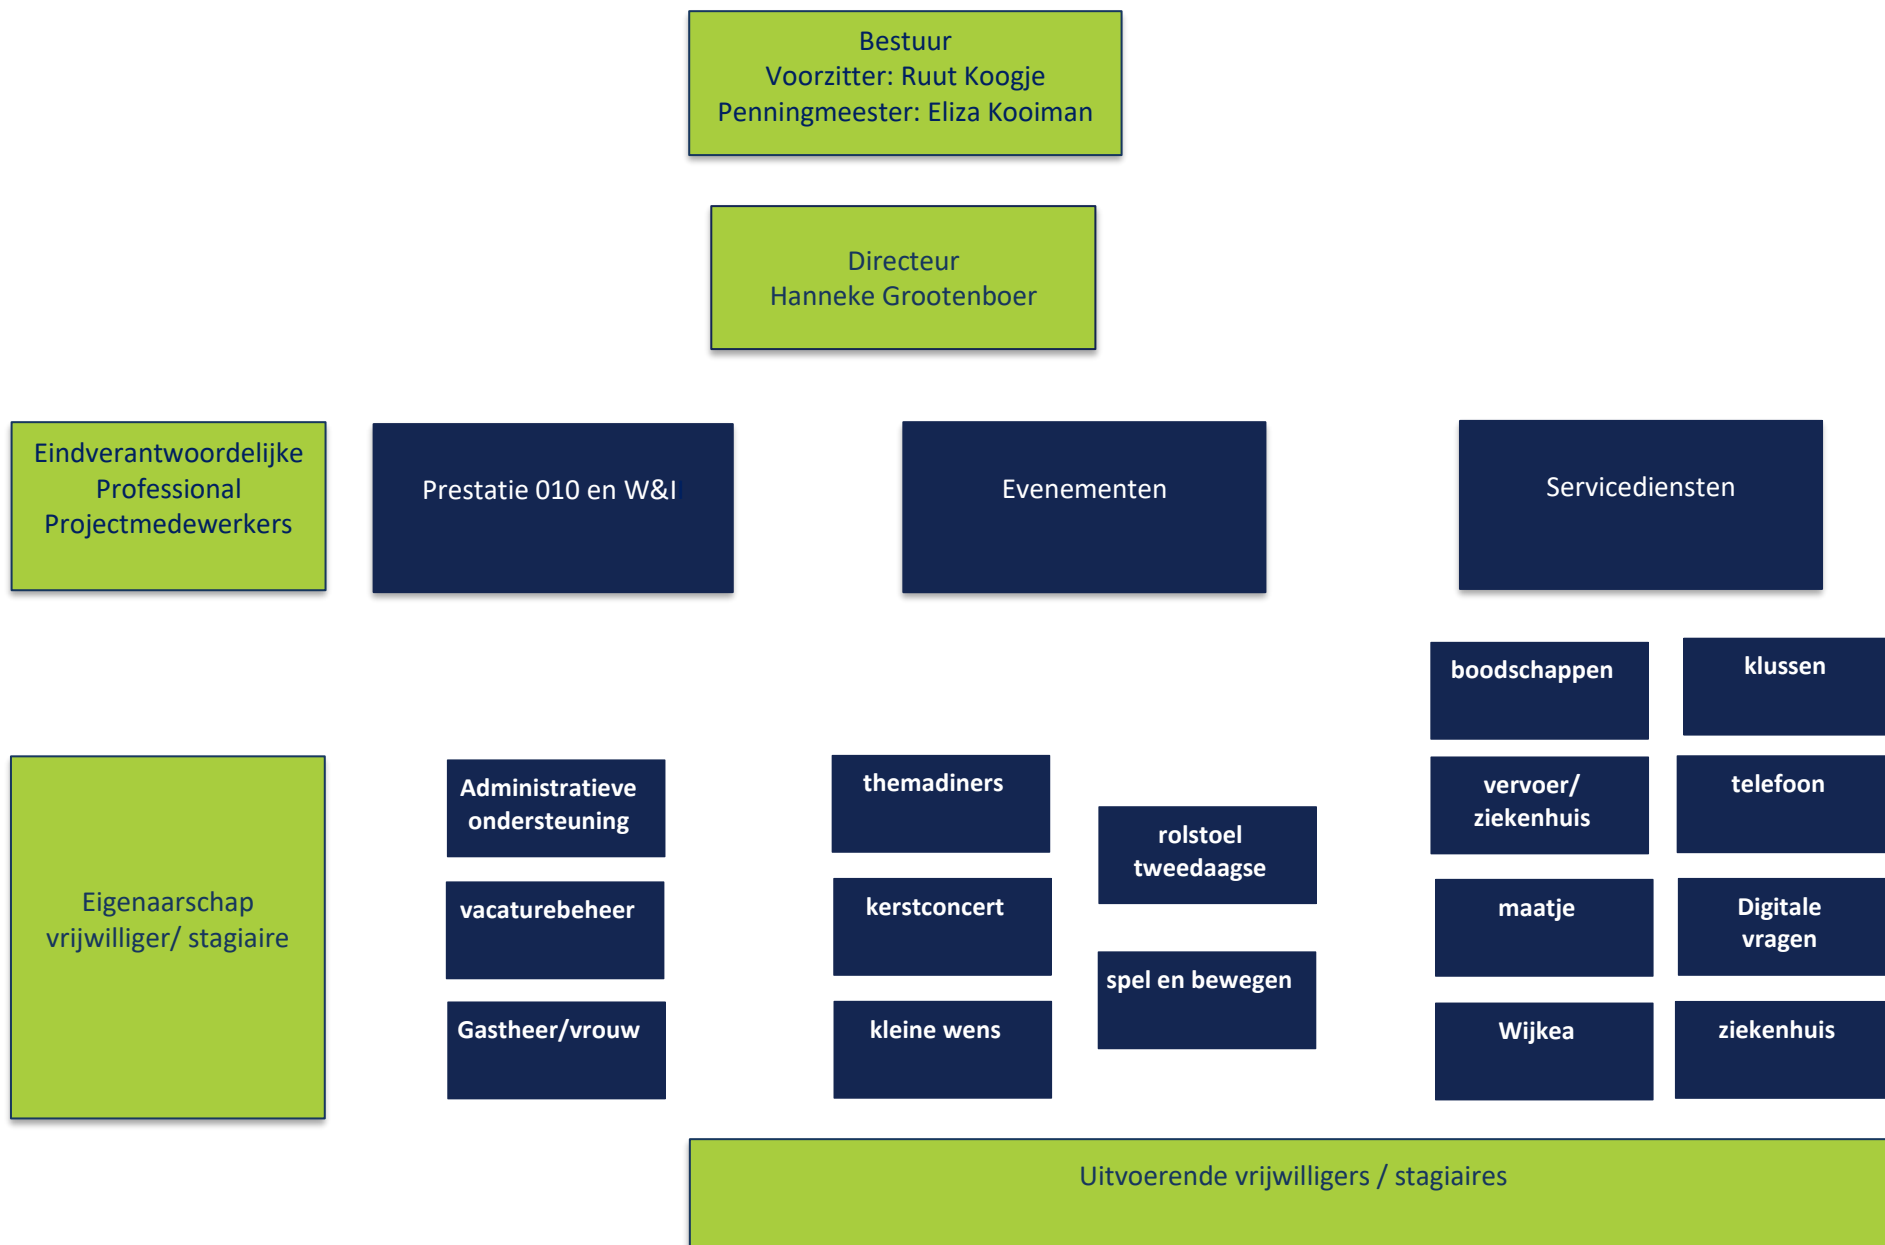 Bestuur
Voorzitter: Ruut Koogje
Penningmeester: Eliza Kooiman
Directeur
Hanneke Grootenboer
Eindverantwoordelijke
Professional
Projectmedewerkers
Prestatie 010 en W&I
Evenementen
Servicediensten
Eigenaarschap
vrijwilliger/ stagiaire
Administratieve
ondersteuning
vacaturebeheer
Gastheer/vrouw
themadiners
kerstconcert
kleine wens
rolstoel
tweedaagse
spel en bewegen
boodschappen
klussen
vervoer/
ziekenhuis
telefoon
maatje
Digitale
vragen
Wijkea
ziekenhuis
Uitvoerende vrijwilligers / stagiaires